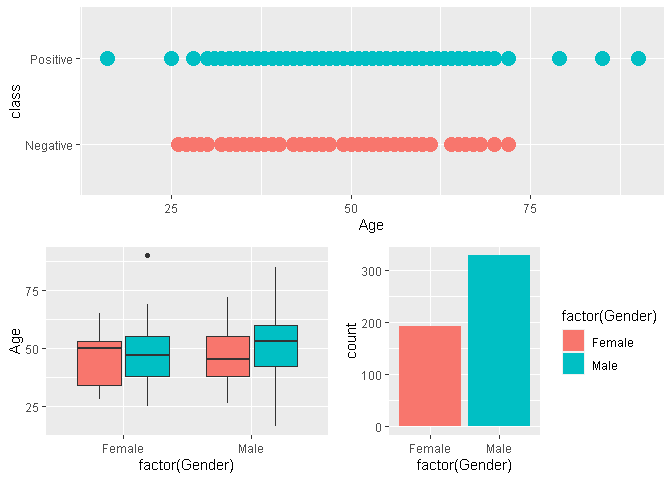 Positive
Negative
class
25 50 75
Age
75
50
25
Age
Female Male
factor(Gender)
300
200
100
0
count
Female Male
factor(Gender)
factor(Gender)
Female
Male